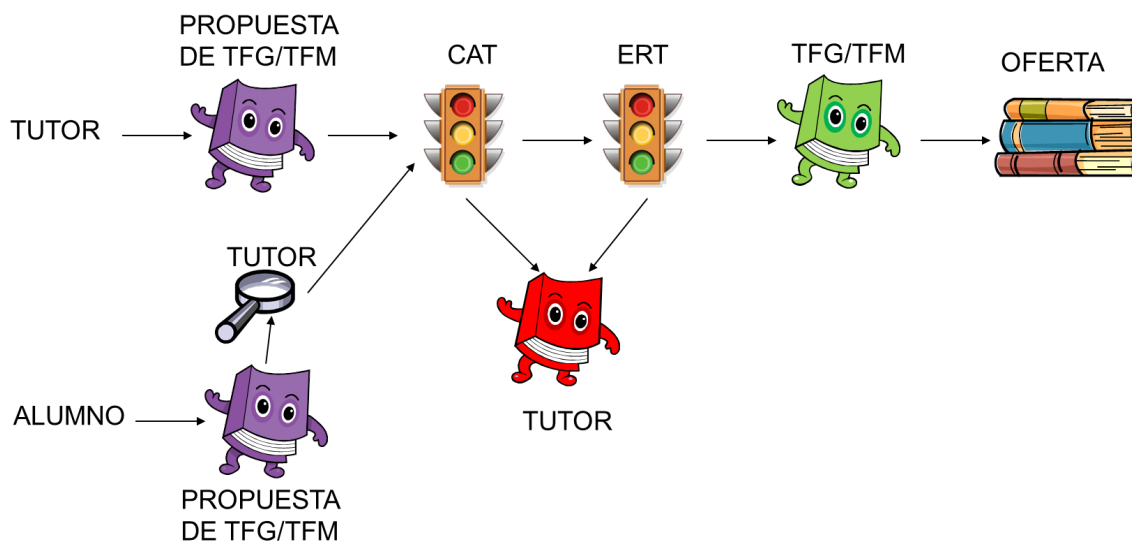 PROPUESTA
DE TFG/TFM
CAT
ERT
TFG/TFM
OFERTA
TUTOR
TUTOR
ALUMNO
TUTOR
PROPUESTA
DE TFG/TFM